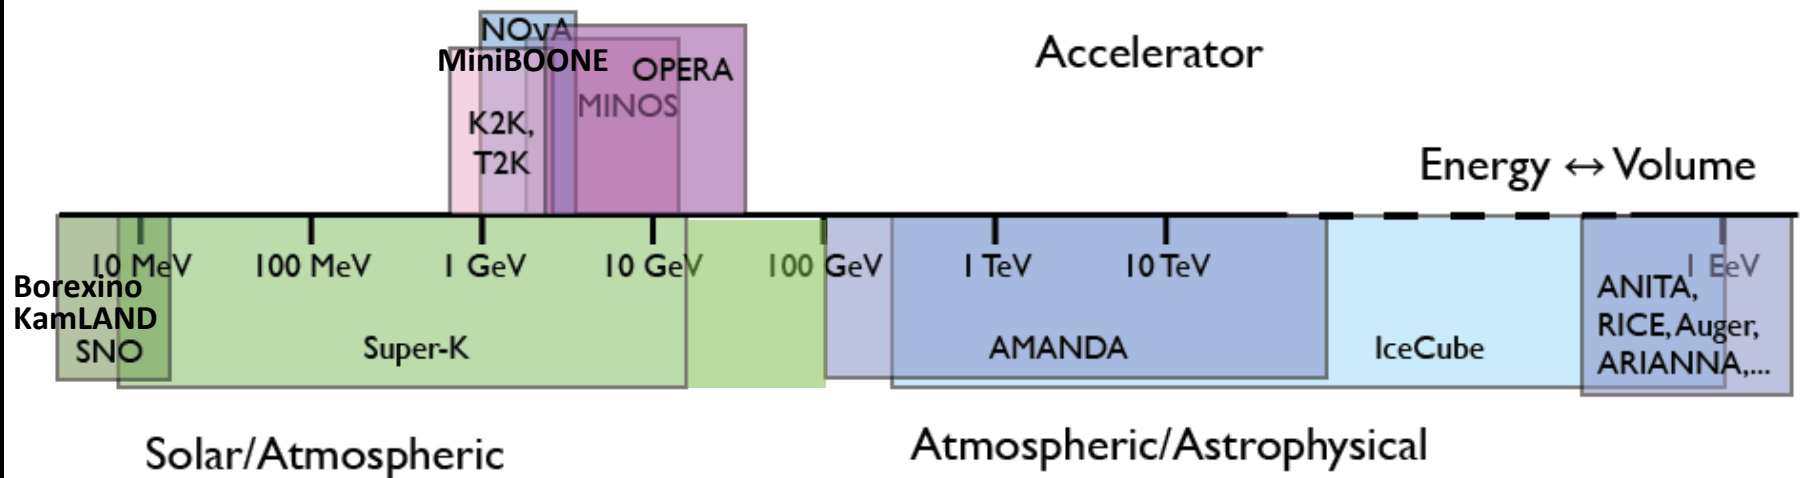 NOνA
MiniBOONE
OPERA
MINOS
K2K,
T2K
Accelerator
Energy ↔ Volume
10 MeV 100 MeV 1 GeV 10 GeV 100 GeV 1 TeV 10 TeV 1 EeV
Borexino
KamLAND
SNO
Super-K
AMANDA
IceCube
ANITA,
RICE, Auger,
ARIANNA,...
Solar/Atmospheric
Atmospheric/Astrophysical